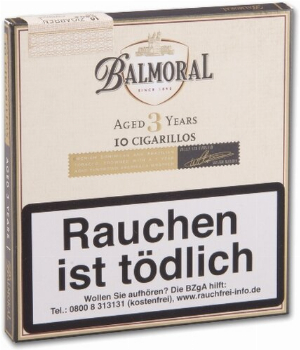 BALMORAL
SINCE 1895
AGED 3 YEARS
10 CIGARILLOS
AGED 3 YEARS
Rauchen
ist tödlich
Wollen Sie aufhören? Die BZgA hilft:
Tel.: 0800 8 313131 (kostenfrei), www.rauchfrei-info.de